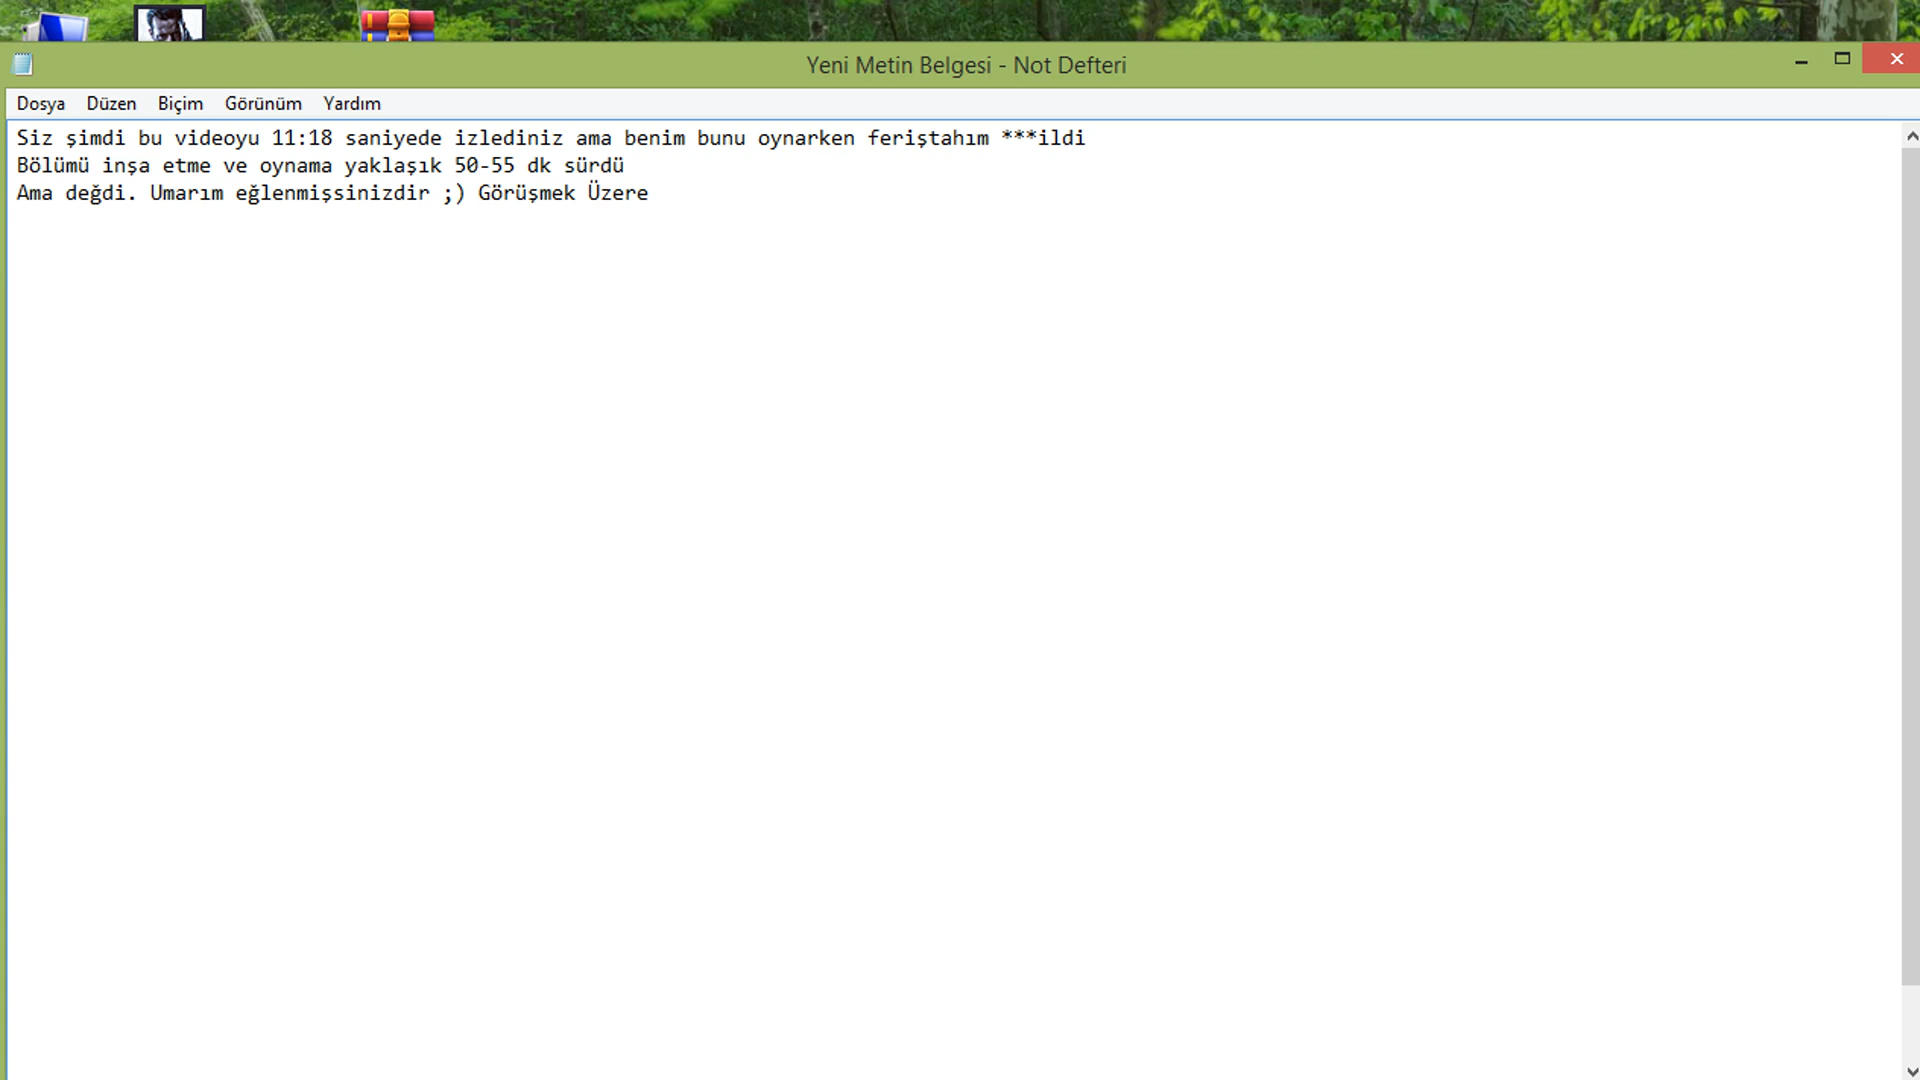 Yeni Metin Belgesi - Not Defteri
Dosya Düzen Biçim Görünüm Yardım
Siz şimdi bu videoyu 11:18 saniyede izlediniz ama benim bunu oynarken feriştahım ***ildi
Bölümü inşa etme ve oynama yaklaşık 50-55 dk sürdü
Ama değdi. Umarım eğlenmişsinizdir ;) Görüşmek Üzere